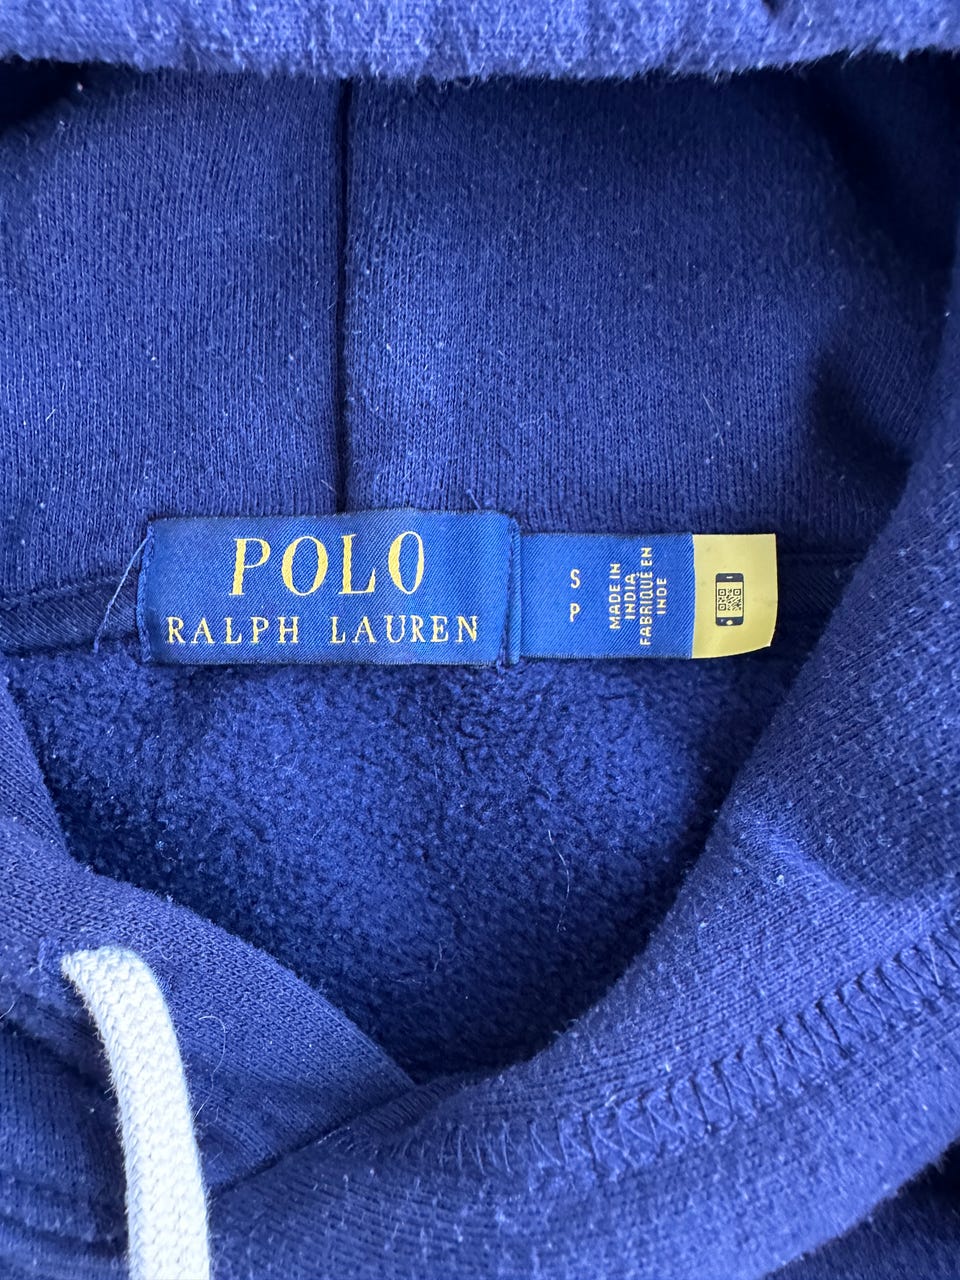 POLO
RALPH LAUREN
S
P
MADE IN
INDIA
FABRIQUÉ EN
INDE